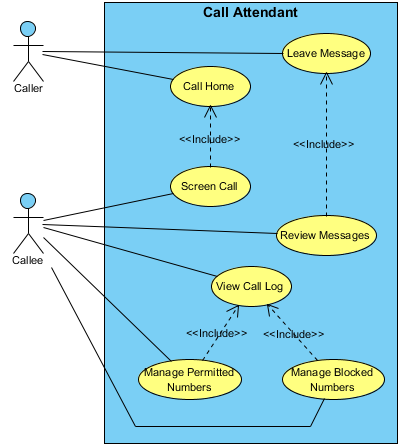 Call Attendant
Leave Message
Caller
Call Home
<<Include>>
<<Include>>
Screen Call
Callee
Review Messages
View Call Log
<<Include>>
<<Include>>
Manage Permitted
Numbers
Manage Blocked
Numbers